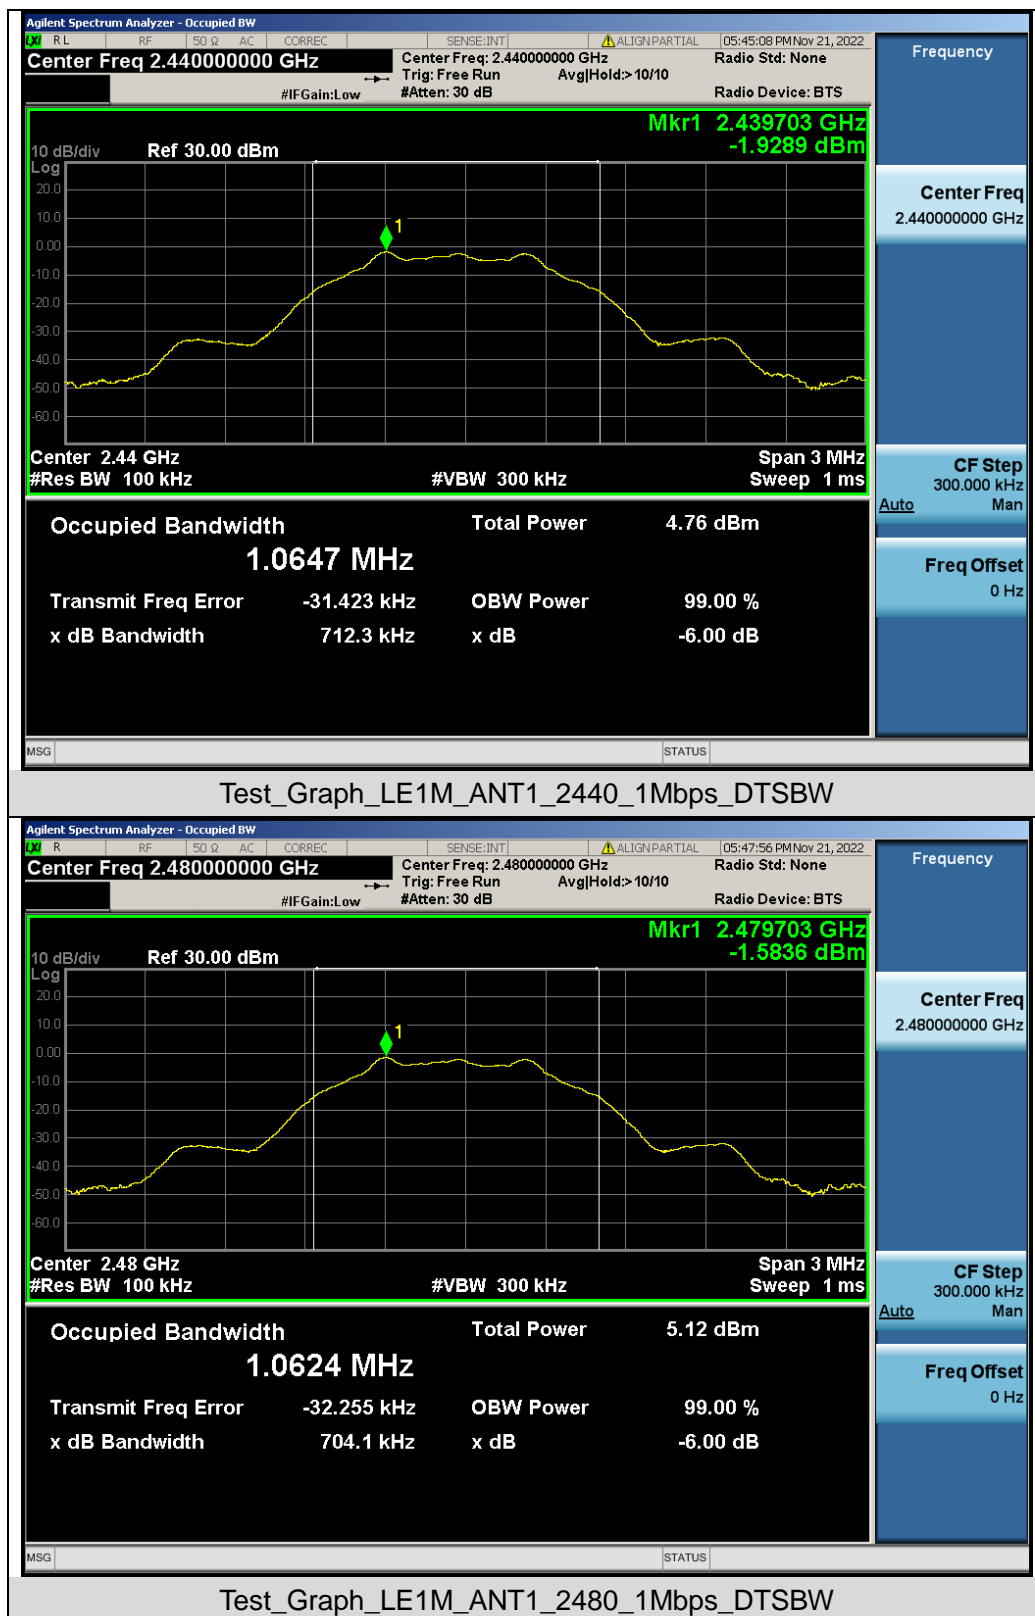 Agilent Spectrum Analyzer - Occupied BW
LXI RL RF 50 Ω AC CORREC SENSE:INT ALIGN PARTIAL 05:45:08 PM Nov 21, 2022
Center Freq 2.440000000 GHz
Center Freq: 2.440000000 GHz
Radio Std: None
Trig: Free Run Avg|Hold:>10/10
#IFGain:Low
#Atten: 30 dB
Radio Device: BTS
Frequency
Mkr1 2.439703 GHz
-1.9289 dBm
10 dB/div Ref 30.00 dBm
Log
20.0
10.0
0.00
-10.0
-20.0
-30.0
-40.0
-50.0
-60.0
1
Center 2.44 GHz
Span 3 MHz
#Res BW 100 kHz
#VBW 300 kHz
Sweep 1 ms
Center Freq
2.440000000 GHz
CF Step
300.000 kHz
Auto Man
Freq Offset
0 Hz
Occupied Bandwidth
1.0647 MHz
Total Power 4.76 dBm
Transmit Freq Error -31.423 kHz
OBW Power 99.00 %
x dB Bandwidth 712.3 kHz
x dB -6.00 dB
MSG
STATUS
Test_Graph_LE1M_ANT1_2440_1Mbps_DTSBW
Agilent Spectrum Analyzer - Occupied BW
LXI R RF 50 Ω AC CORREC SENSE:INT ALIGN PARTIAL 05:47:56 PM Nov 21, 2022
Center Freq 2.480000000 GHz
Center Freq: 2.480000000 GHz
Radio Std: None
Trig: Free Run Avg|Hold:>10/10
#IFGain:Low
#Atten: 30 dB
Radio Device: BTS
Frequency
Mkr1 2.479703 GHz
-1.5836 dBm
10 dB/div Ref 30.00 dBm
Log
20.0
10.0
0.00
-10.0
-20.0
-30.0
-40.0
-50.0
-60.0
1
Center 2.48 GHz
Span 3 MHz
#Res BW 100 kHz
#VBW 300 kHz
Sweep 1 ms
Center Freq
2.480000000 GHz
CF Step
300.000 kHz
Auto Man
Freq Offset
0 Hz
Occupied Bandwidth
1.0624 MHz
Total Power 5.12 dBm
Transmit Freq Error -32.255 kHz
OBW Power 99.00 %
x dB Bandwidth 704.1 kHz
x dB -6.00 dB
MSG
STATUS
Test_Graph_LE1M_ANT1_2480_1Mbps_DTSBW